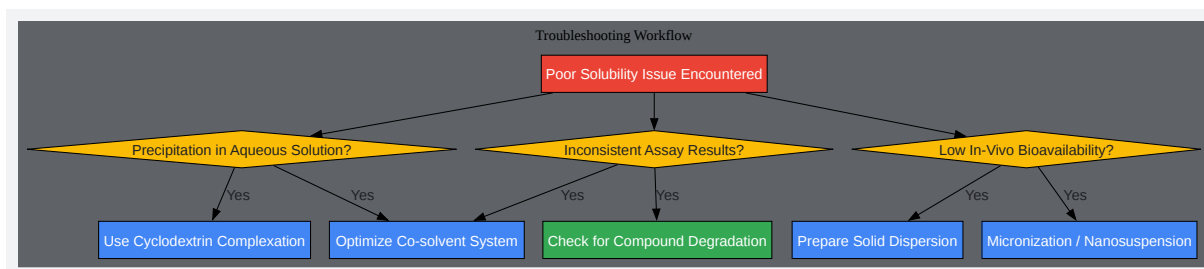 Troubleshooting Workflow
Poor Solubility Issue Encountered
Precipitation in Aqueous Solution?
Inconsistent Assay Results?
Low In-Vivo Bioavailability?
Yes
Yes
Yes
Yes
Yes
Yes
Use Cyclodextrin Complexation
Optimize Co-solvent System
Check for Compound Degradation
Prepare Solid Dispersion
Micronization / Nanosuspension